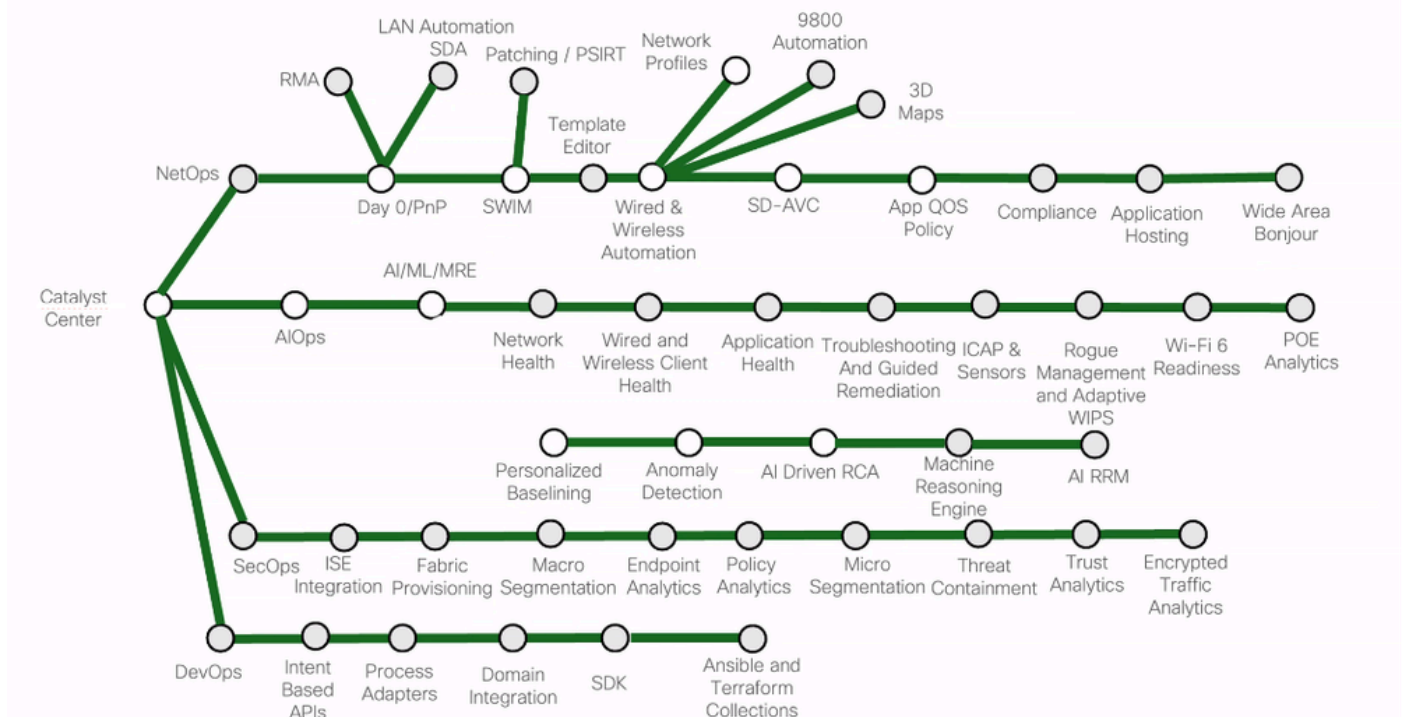 LAN Automation
SDA
9800
Automation
Network
Profiles
Patching / PSIRT
RMA
3D
Maps
Template
Editor
NetOps
Day 0/PnP
SWIM
Wired &
Wireless
Automation
SD-AVC
App QOS
Policy
Compliance
Application
Hosting
Wide Area
Bonjour
Catalyst
Center
AIOps
AI/ML/MRE
Network
Health
Wired and
Wireless Client
Health
Application
Health
Troubleshooting
And Guided
Remediation
ICAP &
Sensors
Rogue
Management
and Adaptive
WIPS
Wi-Fi 6
Readiness
POE
Analytics
Personalized
Baselining
Anomaly
Detection
AI Driven RCA
Machine
Reasoning
Engine
AI RRM
SecOps
ISE
Integration
Fabric
Provisioning
Macro
Segmentation
Endpoint
Analytics
Policy
Analytics
Micro
Segmentation
Threat
Containment
Trust
Analytics
Encrypted
Traffic
Analytics
DevOps
Intent
Based
APIs
Process
Adapters
Domain
Integration
SDK
Ansible and
Terraform
Collections